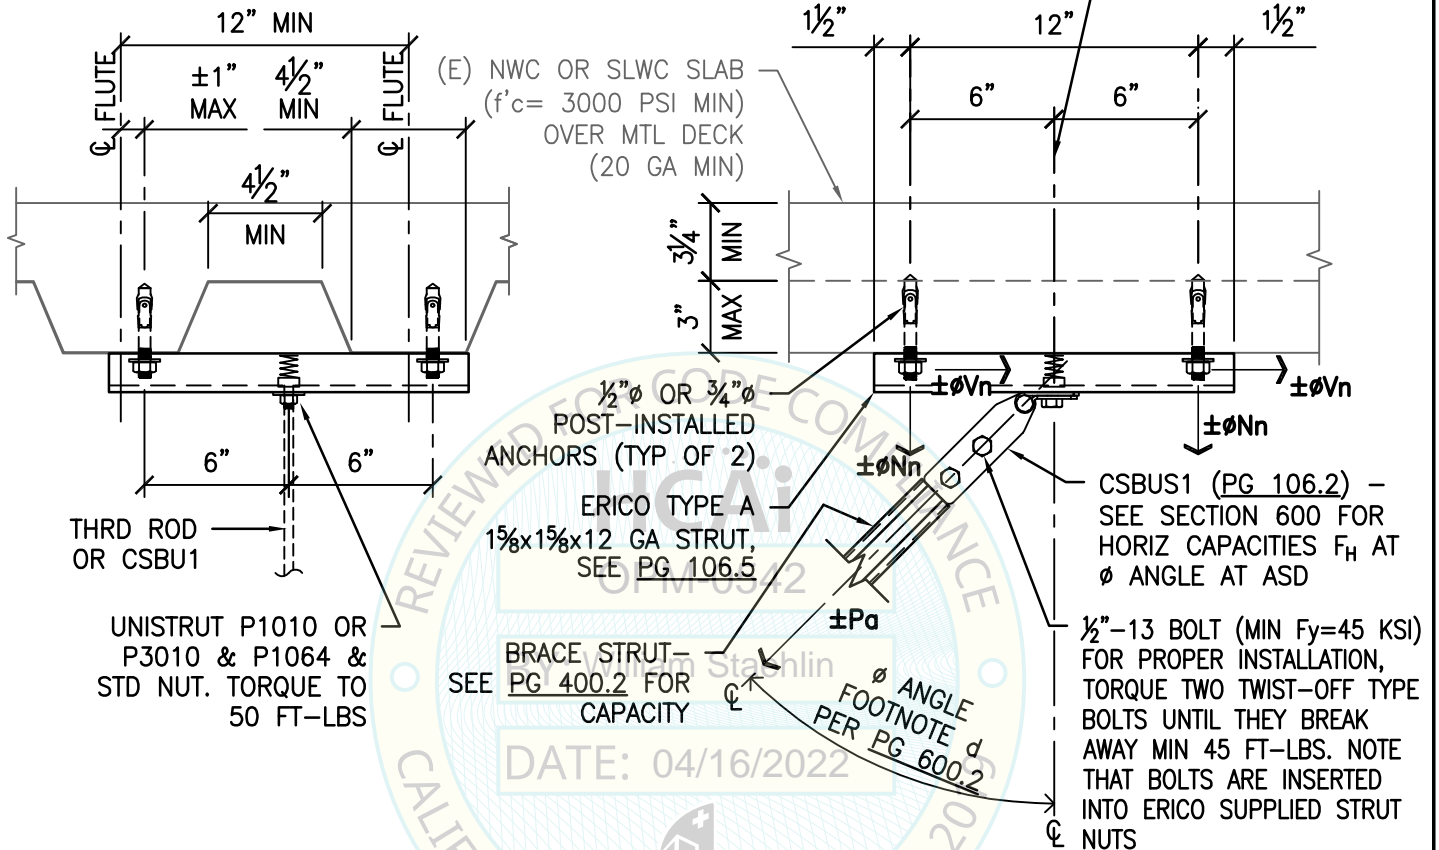 12" MIN
℄ FLUTE
±1"
MAX
4½"
MIN
℄ FLUTE
4½"
MIN
6"
6"
THRD ROD
OR CSBU1
UNISTRUT P1010 OR
P3010 & P1064 &
STD NUT. TORQUE TO
50 FT-LBS
(E) NWC OR SLWC SLAB
(f'c= 3000 PSI MIN)
OVER MTL DECK
(20 GA MIN)
1½"
12"
1½"
6"
6"
3¼"
MIN
3"
MAX
½"ø OR ¾"ø
POST-INSTALLED
ANCHORS (TYP OF 2)
ERICO TYPE A
1⅝x1⅝x12 GA STRUT,
SEE PG 106.5
BRACE STRUT-
SEE PG 400.2 FOR
CAPACITY
±øVn
±øVn
±øNn
±øNn
±Pa
℄
ø ANGLE
FOOTNOTE d
PER PG 600.2
℄
CSBUS1 (PG 106.2) -
SEE SECTION 600 FOR
HORIZ CAPACITIES FH AT
ø ANGLE AT ASD
½"-13 BOLT (MIN Fy=45 KSI)
FOR PROPER INSTALLATION,
TORQUE TWO TWIST-OFF TYPE
BOLTS UNTIL THEY BREAK
AWAY MIN 45 FT-LBS. NOTE
THAT BOLTS ARE INSERTED
INTO ERICO SUPPLIED STRUT
NUTS
REVIEWED FOR CODE COMPLIANCE
HCAi
OPM-0342
BY: William Staehlin
DATE: 04/16/2022